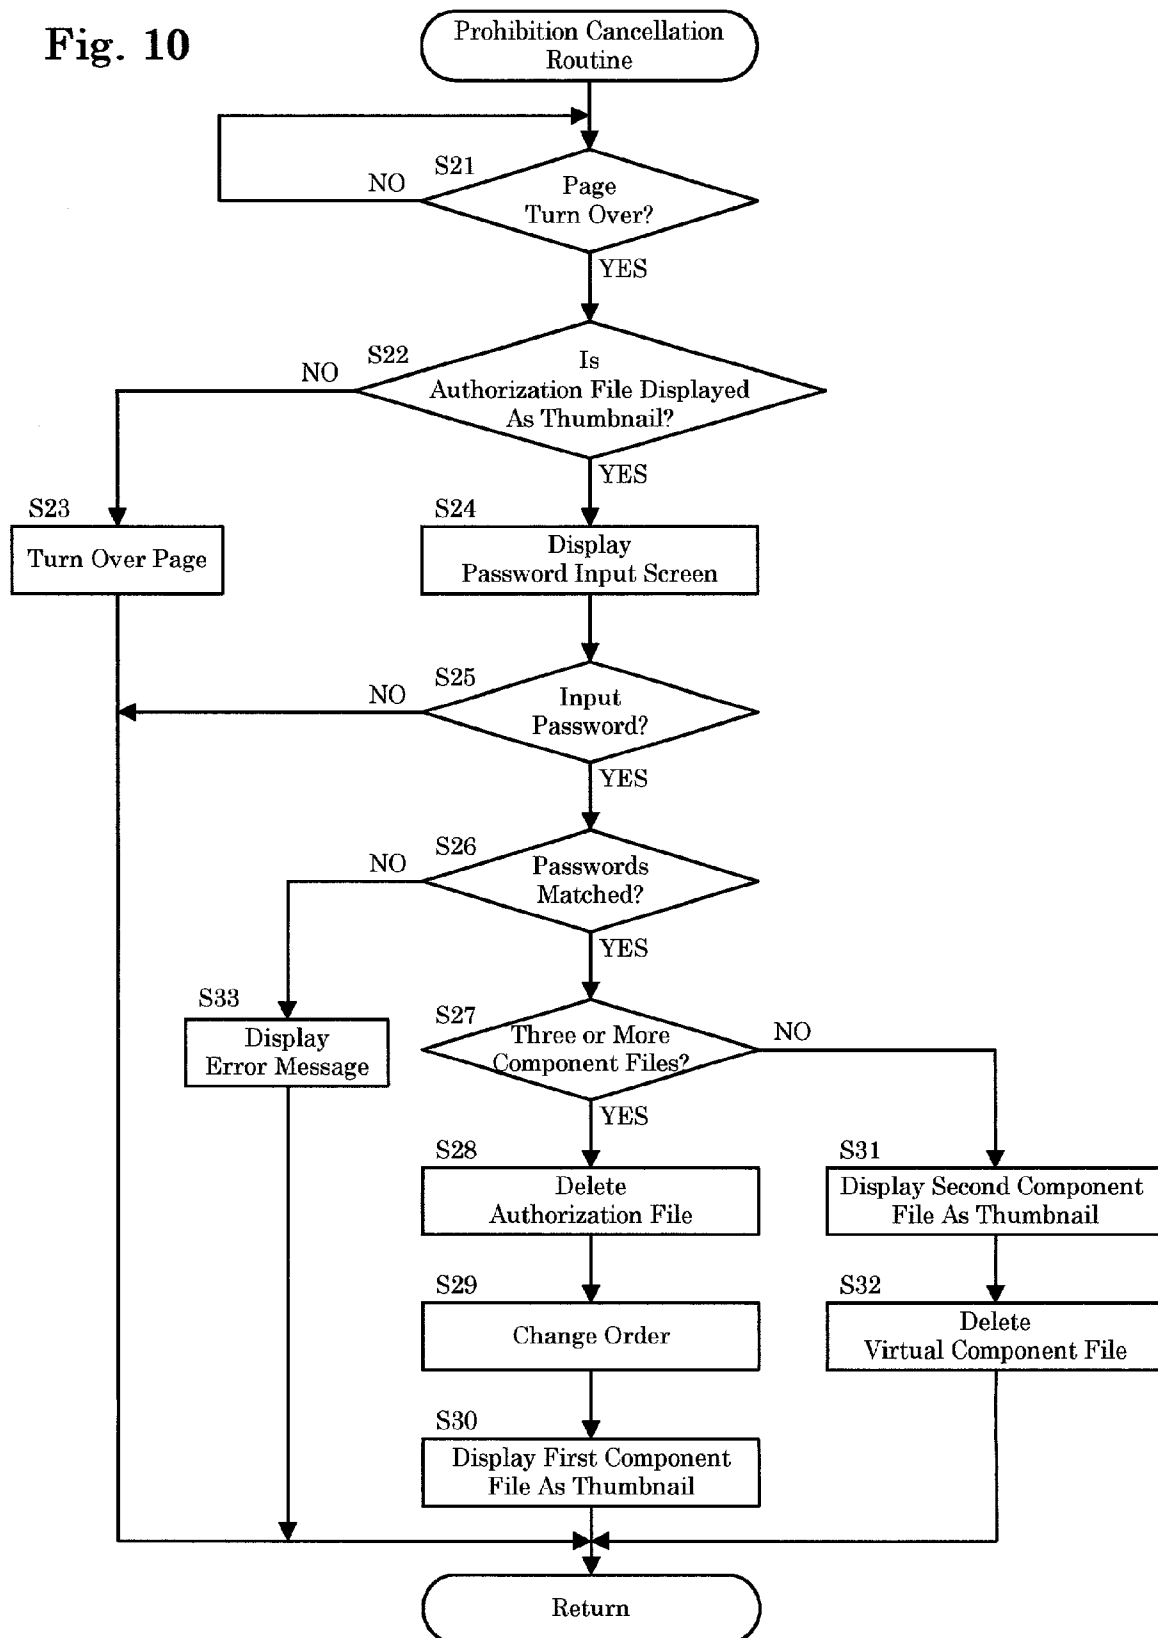 Fig. 10
Prohibition Cancellation
Routine
S21
NO
Page
Turn Over?
YES
S22
NO
Is
Authorization File Displayed
As Thumbnail?
YES
S23
Turn Over Page
S24
Display
Password Input Screen
S25
NO
Input
Password?
YES
S26
NO
Passwords
Matched?
YES
S33
Display
Error Message
S27
Three or More
Component Files?
NO
YES
S28
Delete
Authorization File
S31
Display Second Component
File As Thumbnail
S29
Change Order
S32
Delete
Virtual Component File
S30
Display First Component
File As Thumbnail
Return